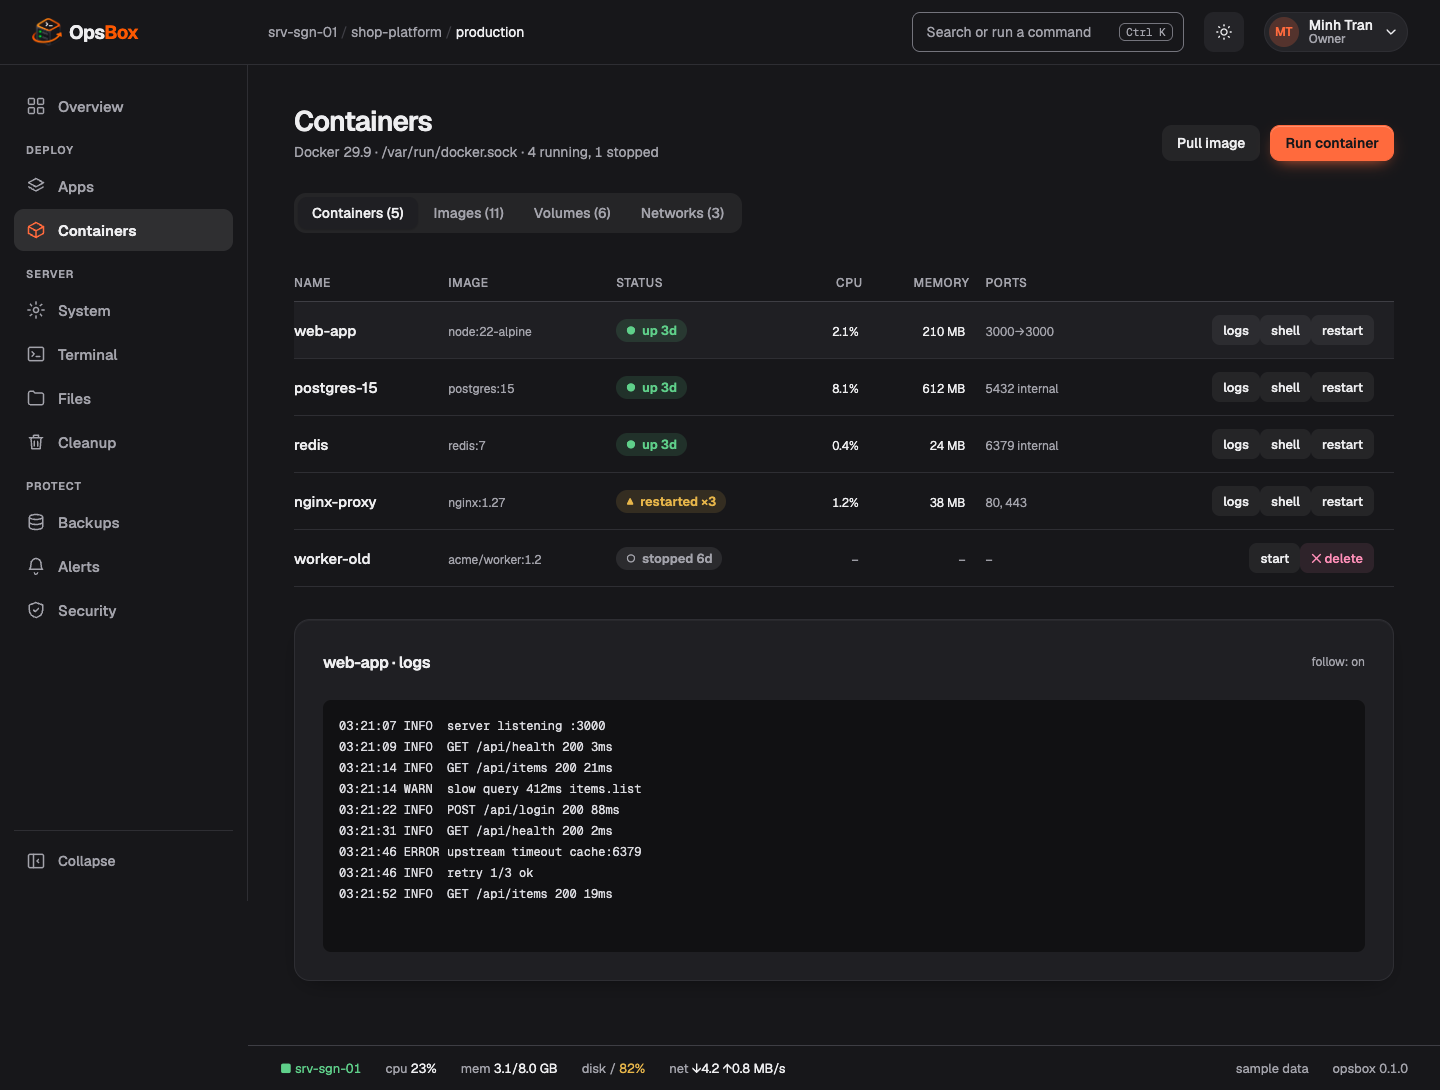 OpsBox
srv-sgn-01 / shop-platform / production
Search or run a command Ctrl K
MT
Minh Tran
Owner
Overview
DEPLOY
Apps
Containers
SERVER
System
Terminal
Files
Cleanup
PROTECT
Backups
Alerts
Security
Collapse
Containers
Docker 29.9 · /var/run/docker.sock · 4 running, 1 stopped
Pull image
Run container
Containers (5) Images (11) Volumes (6) Networks (3)
NAME IMAGE STATUS CPU MEMORY PORTS
web-app node:22-alpine up 3d 2.1% 210 MB 3000→3000 logs shell restart
postgres-15 postgres:15 up 3d 8.1% 612 MB 5432 internal logs shell restart
redis redis:7 up 3d 0.4% 24 MB 6379 internal logs shell restart
nginx-proxy nginx:1.27 restarted ×3 1.2% 38 MB 80, 443 logs shell restart
worker-old acme/worker:1.2 stopped 6d – – – start ✕ delete
web-app · logs
follow: on
03:21:07 INFO server listening :3000
03:21:09 INFO GET /api/health 200 3ms
03:21:14 INFO GET /api/items 200 21ms
03:21:14 WARN slow query 412ms items.list
03:21:22 INFO POST /api/login 200 88ms
03:21:31 INFO GET /api/health 200 2ms
03:21:46 ERROR upstream timeout cache:6379
03:21:46 INFO retry 1/3 ok
03:21:52 INFO GET /api/items 200 19ms
srv-sgn-01 cpu 23% mem 3.1/8.0 GB disk / 82% net ↓4.2 ↑0.8 MB/s
sample data opsbox 0.1.0